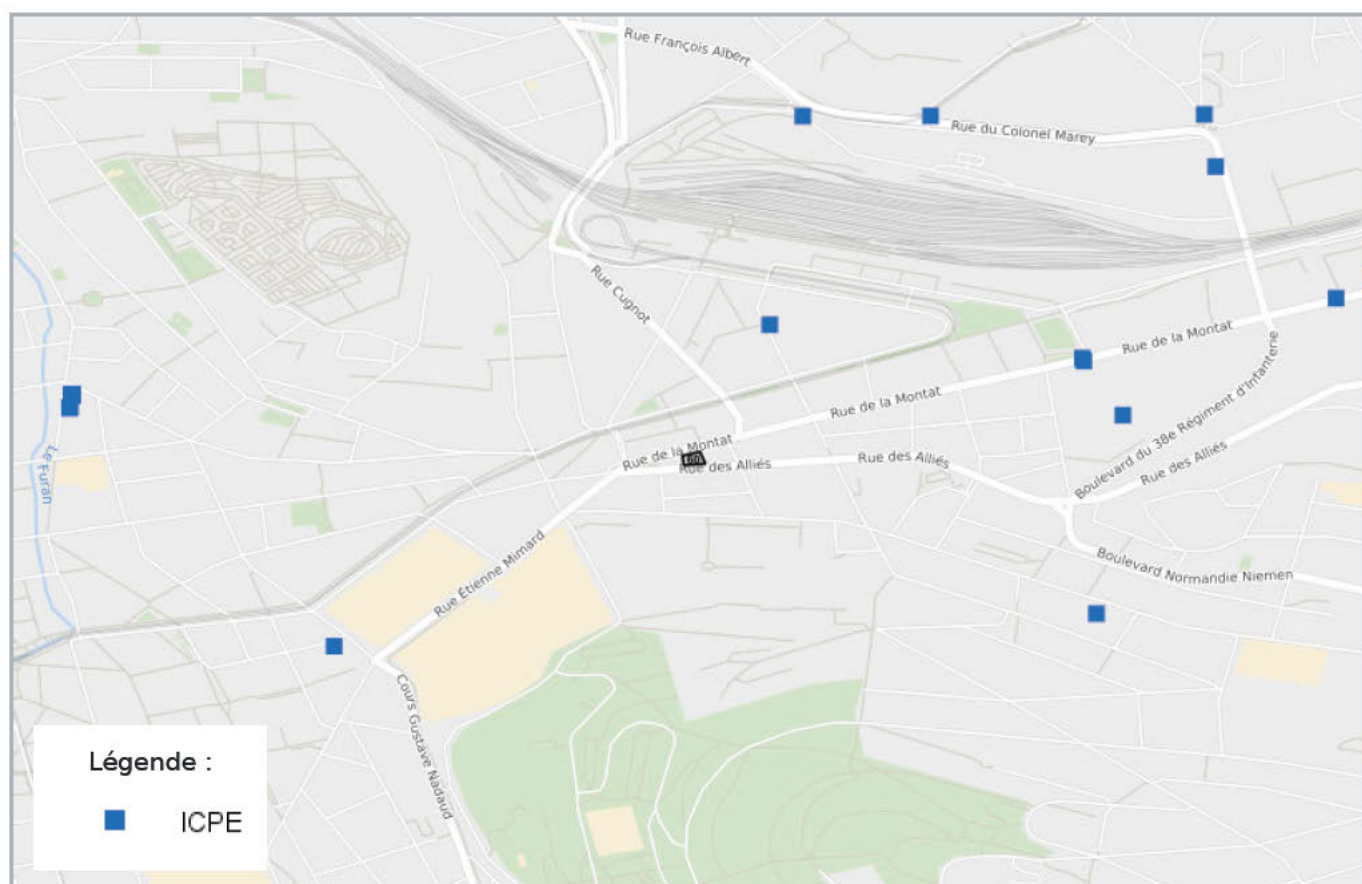 Rue François Albert
Rue du Colonel Marey
Rue Cugnot
Rue de la Montat
Rue de la Montat
Rue de la Montat
Boulevard du 38e Régiment d'Infanterie
Rue des Alliés
Rue des Alliés
Rue des Alliés
60
Le Furan
Rue Étienne Mimard
Boulevard Normandie Niemen
Cours Gustave Nadaud
Légende :
ICPE